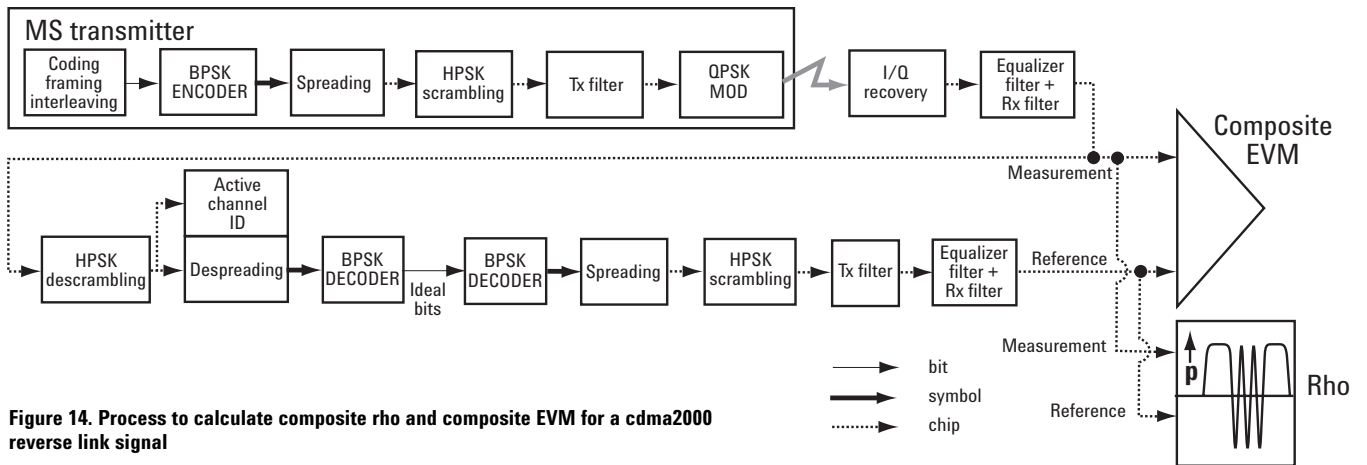 MS transmitter
Coding
framing
interleaving
BPSK
ENCODER
Spreading
HPSK
scrambling
Tx filter
QPSK
MOD
I/Q
recovery
Equalizer
filter +
Rx filter
Composite
EVM
Measurement
Active
channel
ID
HPSK
descrambling
Despreading
BPSK
DECODER
Ideal
bits
BPSK
DECODER
Spreading
HPSK
scrambling
Tx filter
Equalizer
filter +
Rx filter
Reference
Measurement
p
Rho
Reference
bit
symbol
chip
Figure 14. Process to calculate composite rho and composite EVM for a cdma2000
reverse link signal